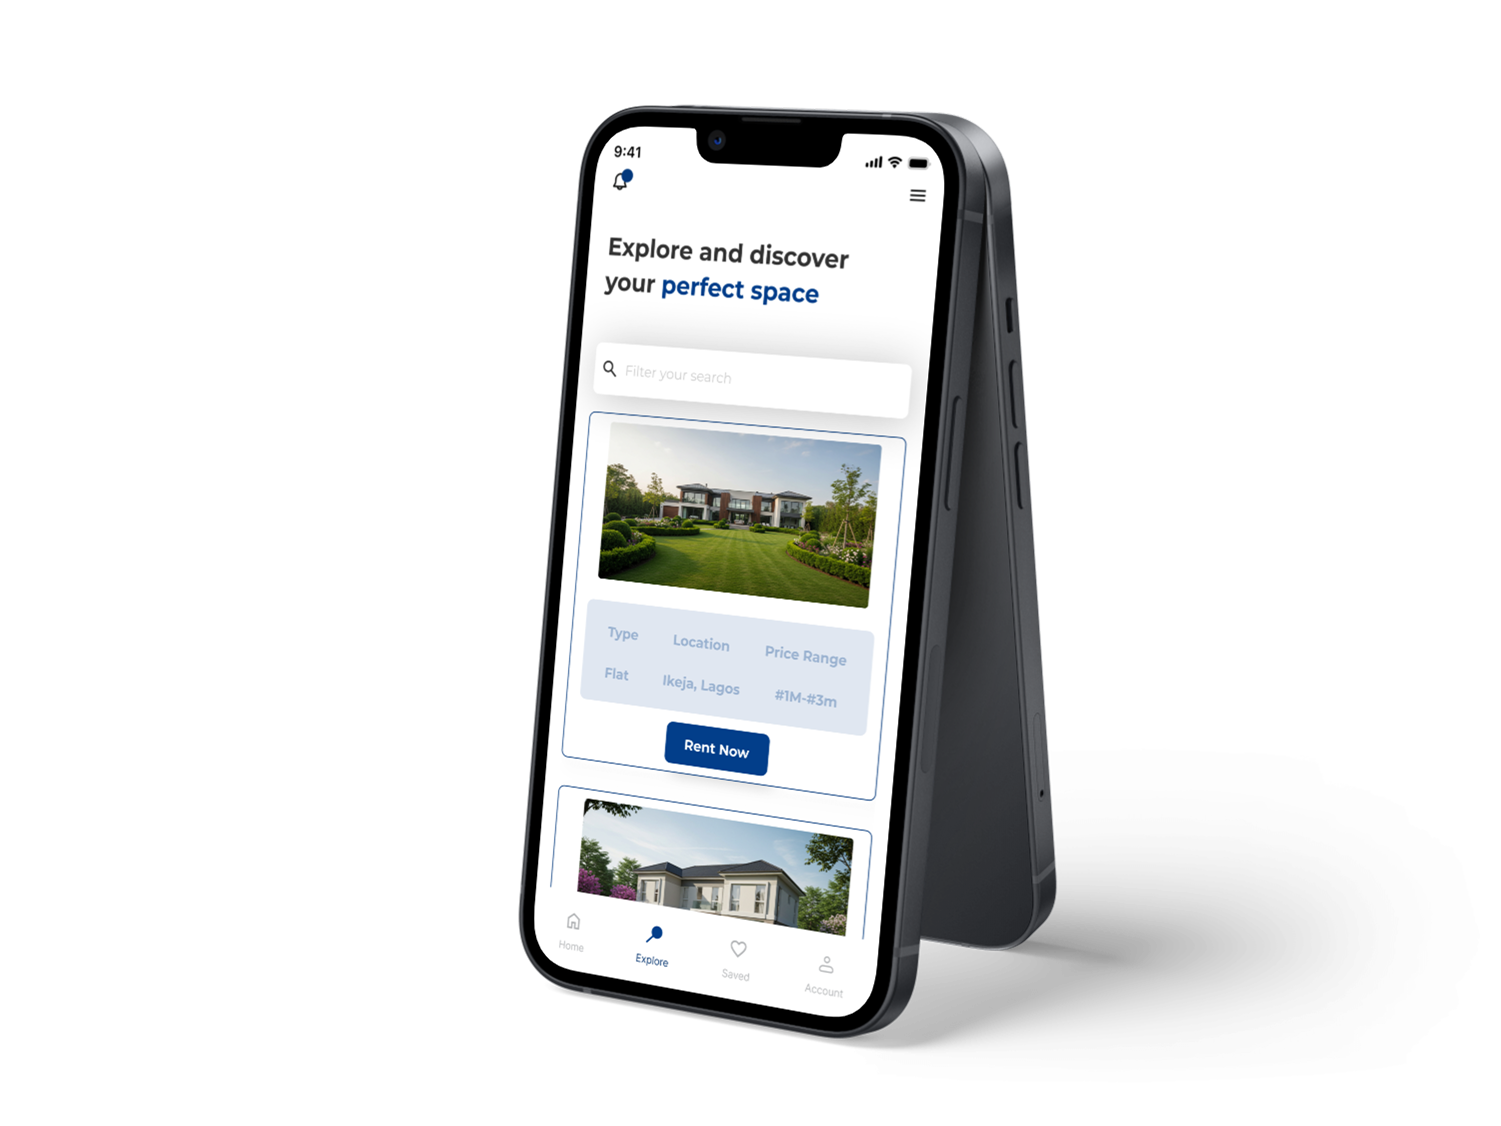 9:41
Explore and discover
your perfect space
Filter your search
Type Location Price Range
Flat Ikeja, Lagos #1M-#3m
Rent Now
Home Explore Saved Account